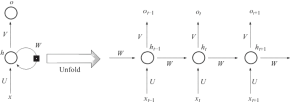 o
o_{t-1}
o_t
o_{t+1}
V
W
V
V
V
h
h_{t-1}
h_t
h_{t+1}
W
W
W
W
Unfold
U
U
U
U
x
x_{t-1}
x_t
x_{t+1}